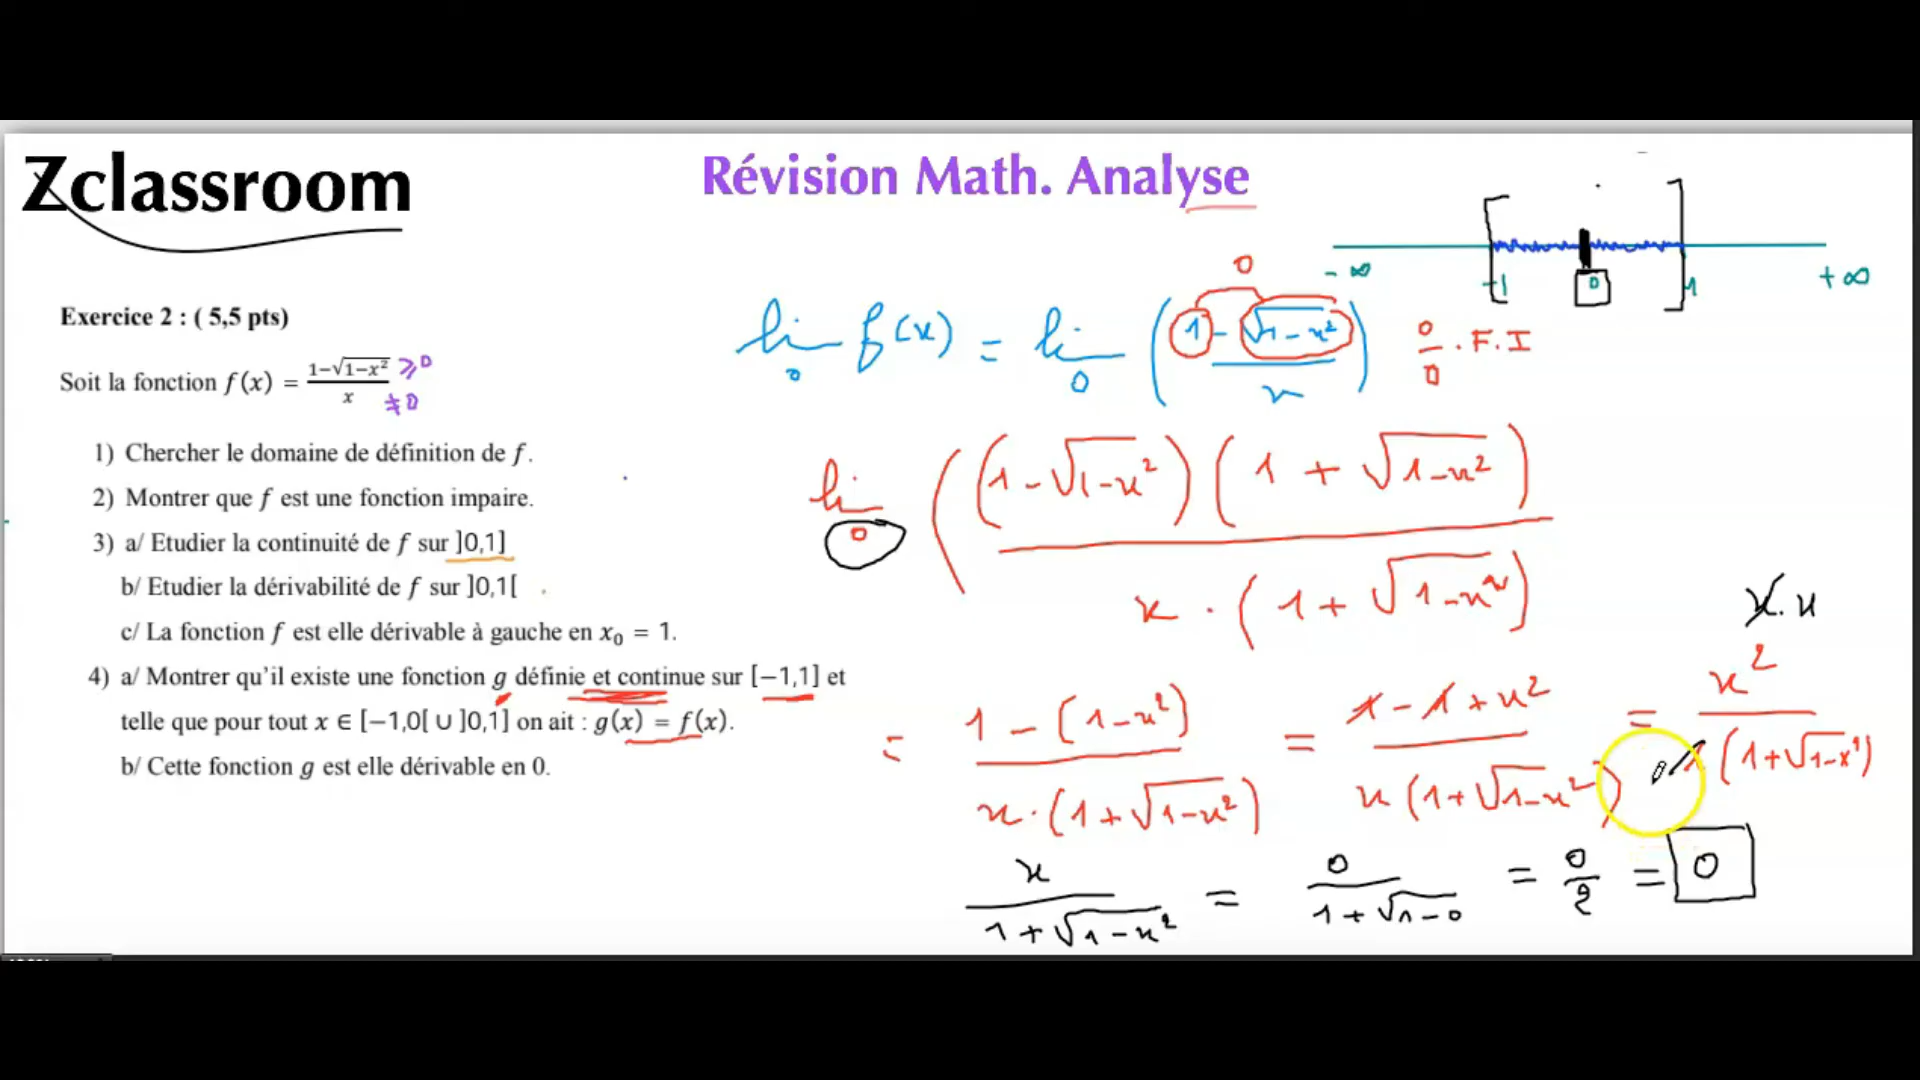 Zclassroom
Révision Math. Analyse
Exercice 2 : ( 5,5 pts)
Soit la fonction f(x) = (1−√(1−x²))/x ≥0 ≠0
1) Chercher le domaine de définition de f.
2) Montrer que f est une fonction impaire.
3) a/ Etudier la continuité de f sur ]0,1]
b/ Etudier la dérivabilité de f sur ]0,1[
c/ La fonction f est elle dérivable à gauche en x₀ = 1.
4) a/ Montrer qu'il existe une fonction g définie et continue sur [−1,1] et
telle que pour tout x ∈ [−1,0[ ∪ ]0,1] on ait : g(x) = f(x).
b/ Cette fonction g est elle dérivable en 0.
-∞ -1 0 1 +∞
0
lim f(x) = lim ((1 - √(1-x²))/x) 0/0 . F.I
0 0
lim ((1-√(1-x²)) (1 + √(1-x²)) / x . (1 + √(1-x²))
0
x.x
= (1 - (1-x²)) / (x.(1+√(1-x²))) = (1 - 1 + x²) / (x(1+√(1-x²))) = x² / (x(1+√(1-x²)))
x / (1+√(1-x²)) = 0 / (1+√(1-0)) = 0/2 = 0